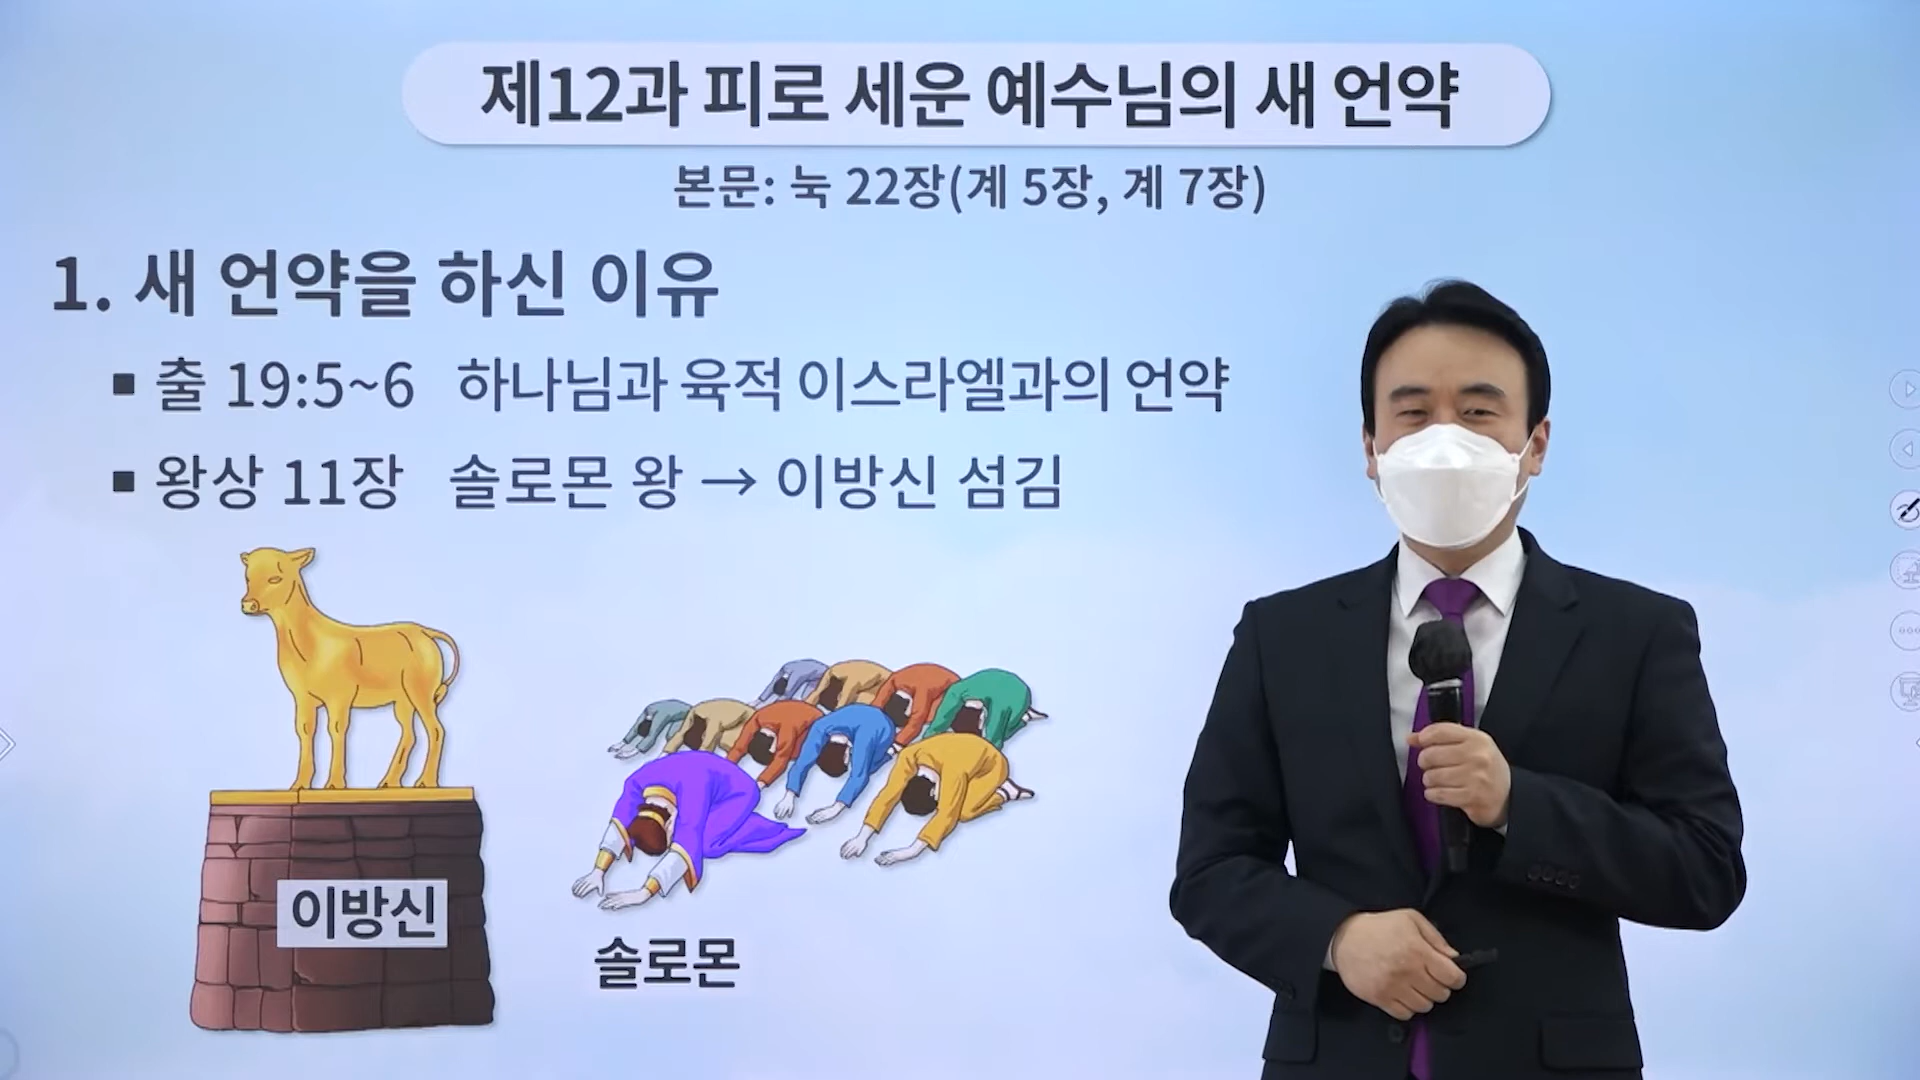 제12과 피로 세운 예수님의 새 언약
본문: 눅 22장(계 5장, 계 7장)
1. 새 언약을 하신 이유
▪ 출 19:5~6 하나님과 육적 이스라엘과의 언약
▪ 왕상 11장 솔로몬 왕 → 이방신 섬김
이방신
솔로몬